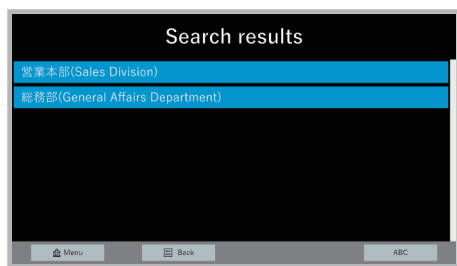 Search results
営業本部(Sales Division)
総務部(General Affairs Department)
Menu
Back
ABC